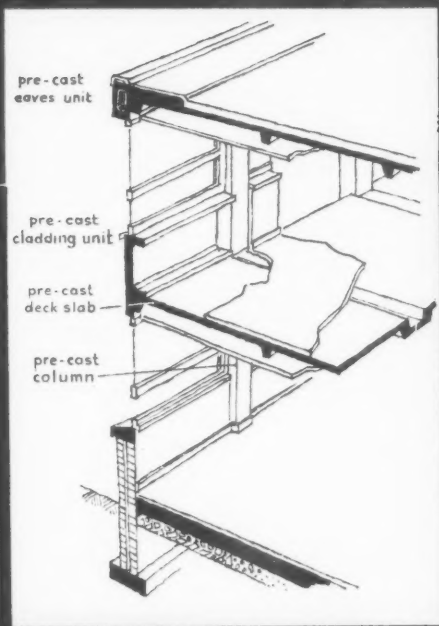 pre-cast
eaves unit
pre-cast
cladding unit
pre-cast
deck slab
pre-cast
column